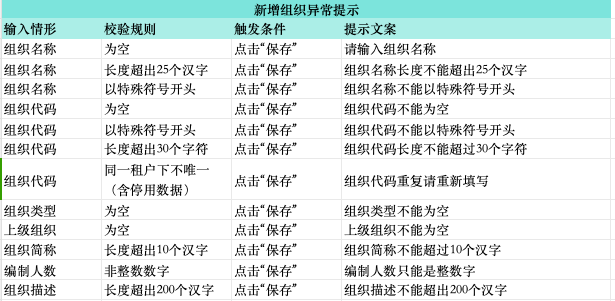 新增组织异常提示
输入情形 校验规则 触发条件 提示文案
组织名称 为空 点击“保存” 请输入组织名称
组织名称 长度超出25个汉字 点击“保存” 组织名称长度不能超出25个汉字
组织名称 以特殊符号开头 点击“保存” 组织名称不能以特殊符号开头
组织代码 为空 点击“保存” 组织代码不能为空
组织代码 以特殊符号开头 点击“保存” 组织代码不能以特殊符号开头
组织代码 长度超出30个字符 点击“保存” 组织代码长度不能超过30个字符
组织代码 同一租户下不唯一
（含停用数据） 点击“保存” 组织代码重复请重新填写
组织类型 为空 点击“保存” 组织类型不能为空
上级组织 为空 点击“保存” 上级组织不能为空
组织简称 长度超出10个汉字 点击“保存” 组织简称不能超过10个汉字
编制人数 非整数数字 点击“保存” 编制人数只能是整数字
组织描述 长度超出200个汉字 点击“保存” 组织描述不能超出200个汉字